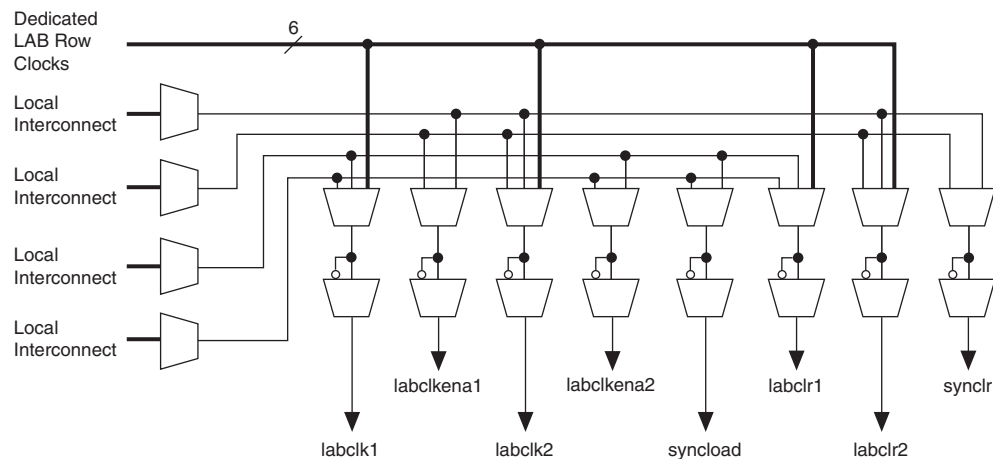 Dedicated
LAB Row
Clocks
6
Local
Interconnect
Local
Interconnect
Local
Interconnect
Local
Interconnect
labclkena1
labclkena2
labclr1
synclr
labclk1
labclk2
syncload
labclr2